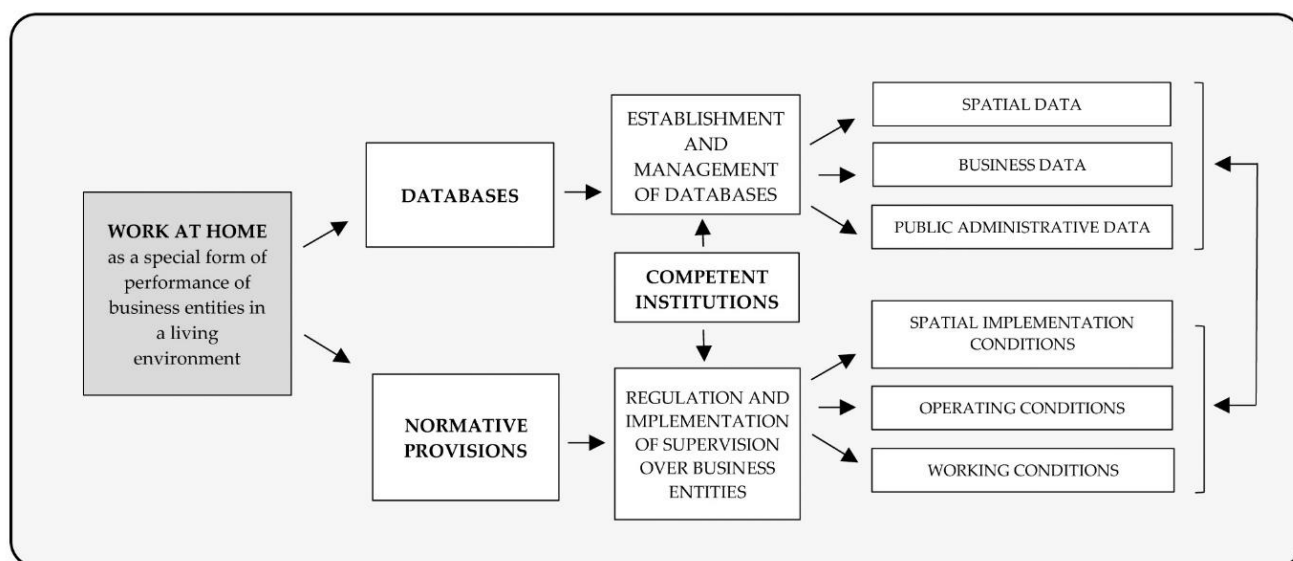 WORK AT HOME
as a special form of
performance of
business entities in
a living
environment
DATABASES
NORMATIVE
PROVISIONS
ESTABLISHMENT
AND
MANAGEMENT
OF DATABASES
COMPETENT
INSTITUTIONS
REGULATION AND
IMPLEMENTATION
OF SUPERVISION
OVER BUSINESS
ENTITIES
SPATIAL DATA
BUSINESS DATA
PUBLIC ADMINISTRATIVE DATA
SPATIAL IMPLEMENTATION
CONDITIONS
OPERATING CONDITIONS
WORKING CONDITIONS